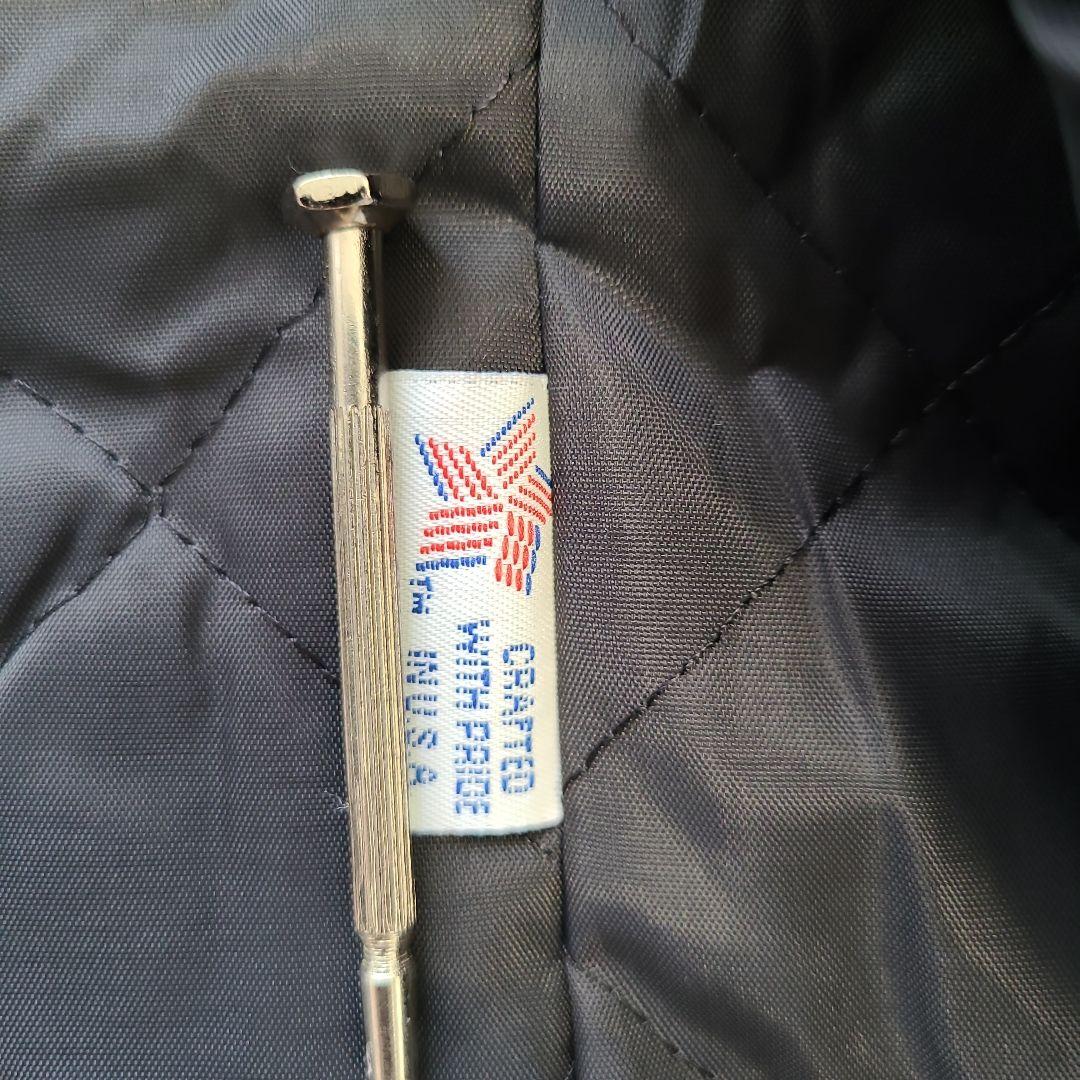 TM
CRAFTED
WITH PRIDE
IN U.S.A